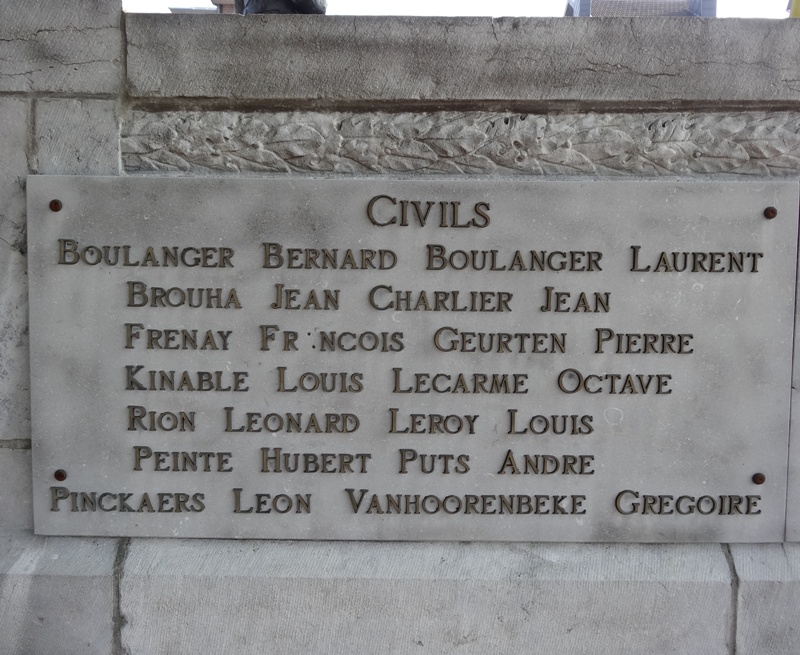 CIVILS
BOULANGER BERNARD BOULANGER LAURENT
BROUHA JEAN CHARLIER JEAN
FRENAY FR NCOIS GEURTEN PIERRE
KINABLE LOUIS LECARME OCTAVE
RION LEONARD LEROY LOUIS
PEINTE HUBERT PUTS ANDRE
PINCKAERS LEON VANHOORENBEKE GREGOIRE